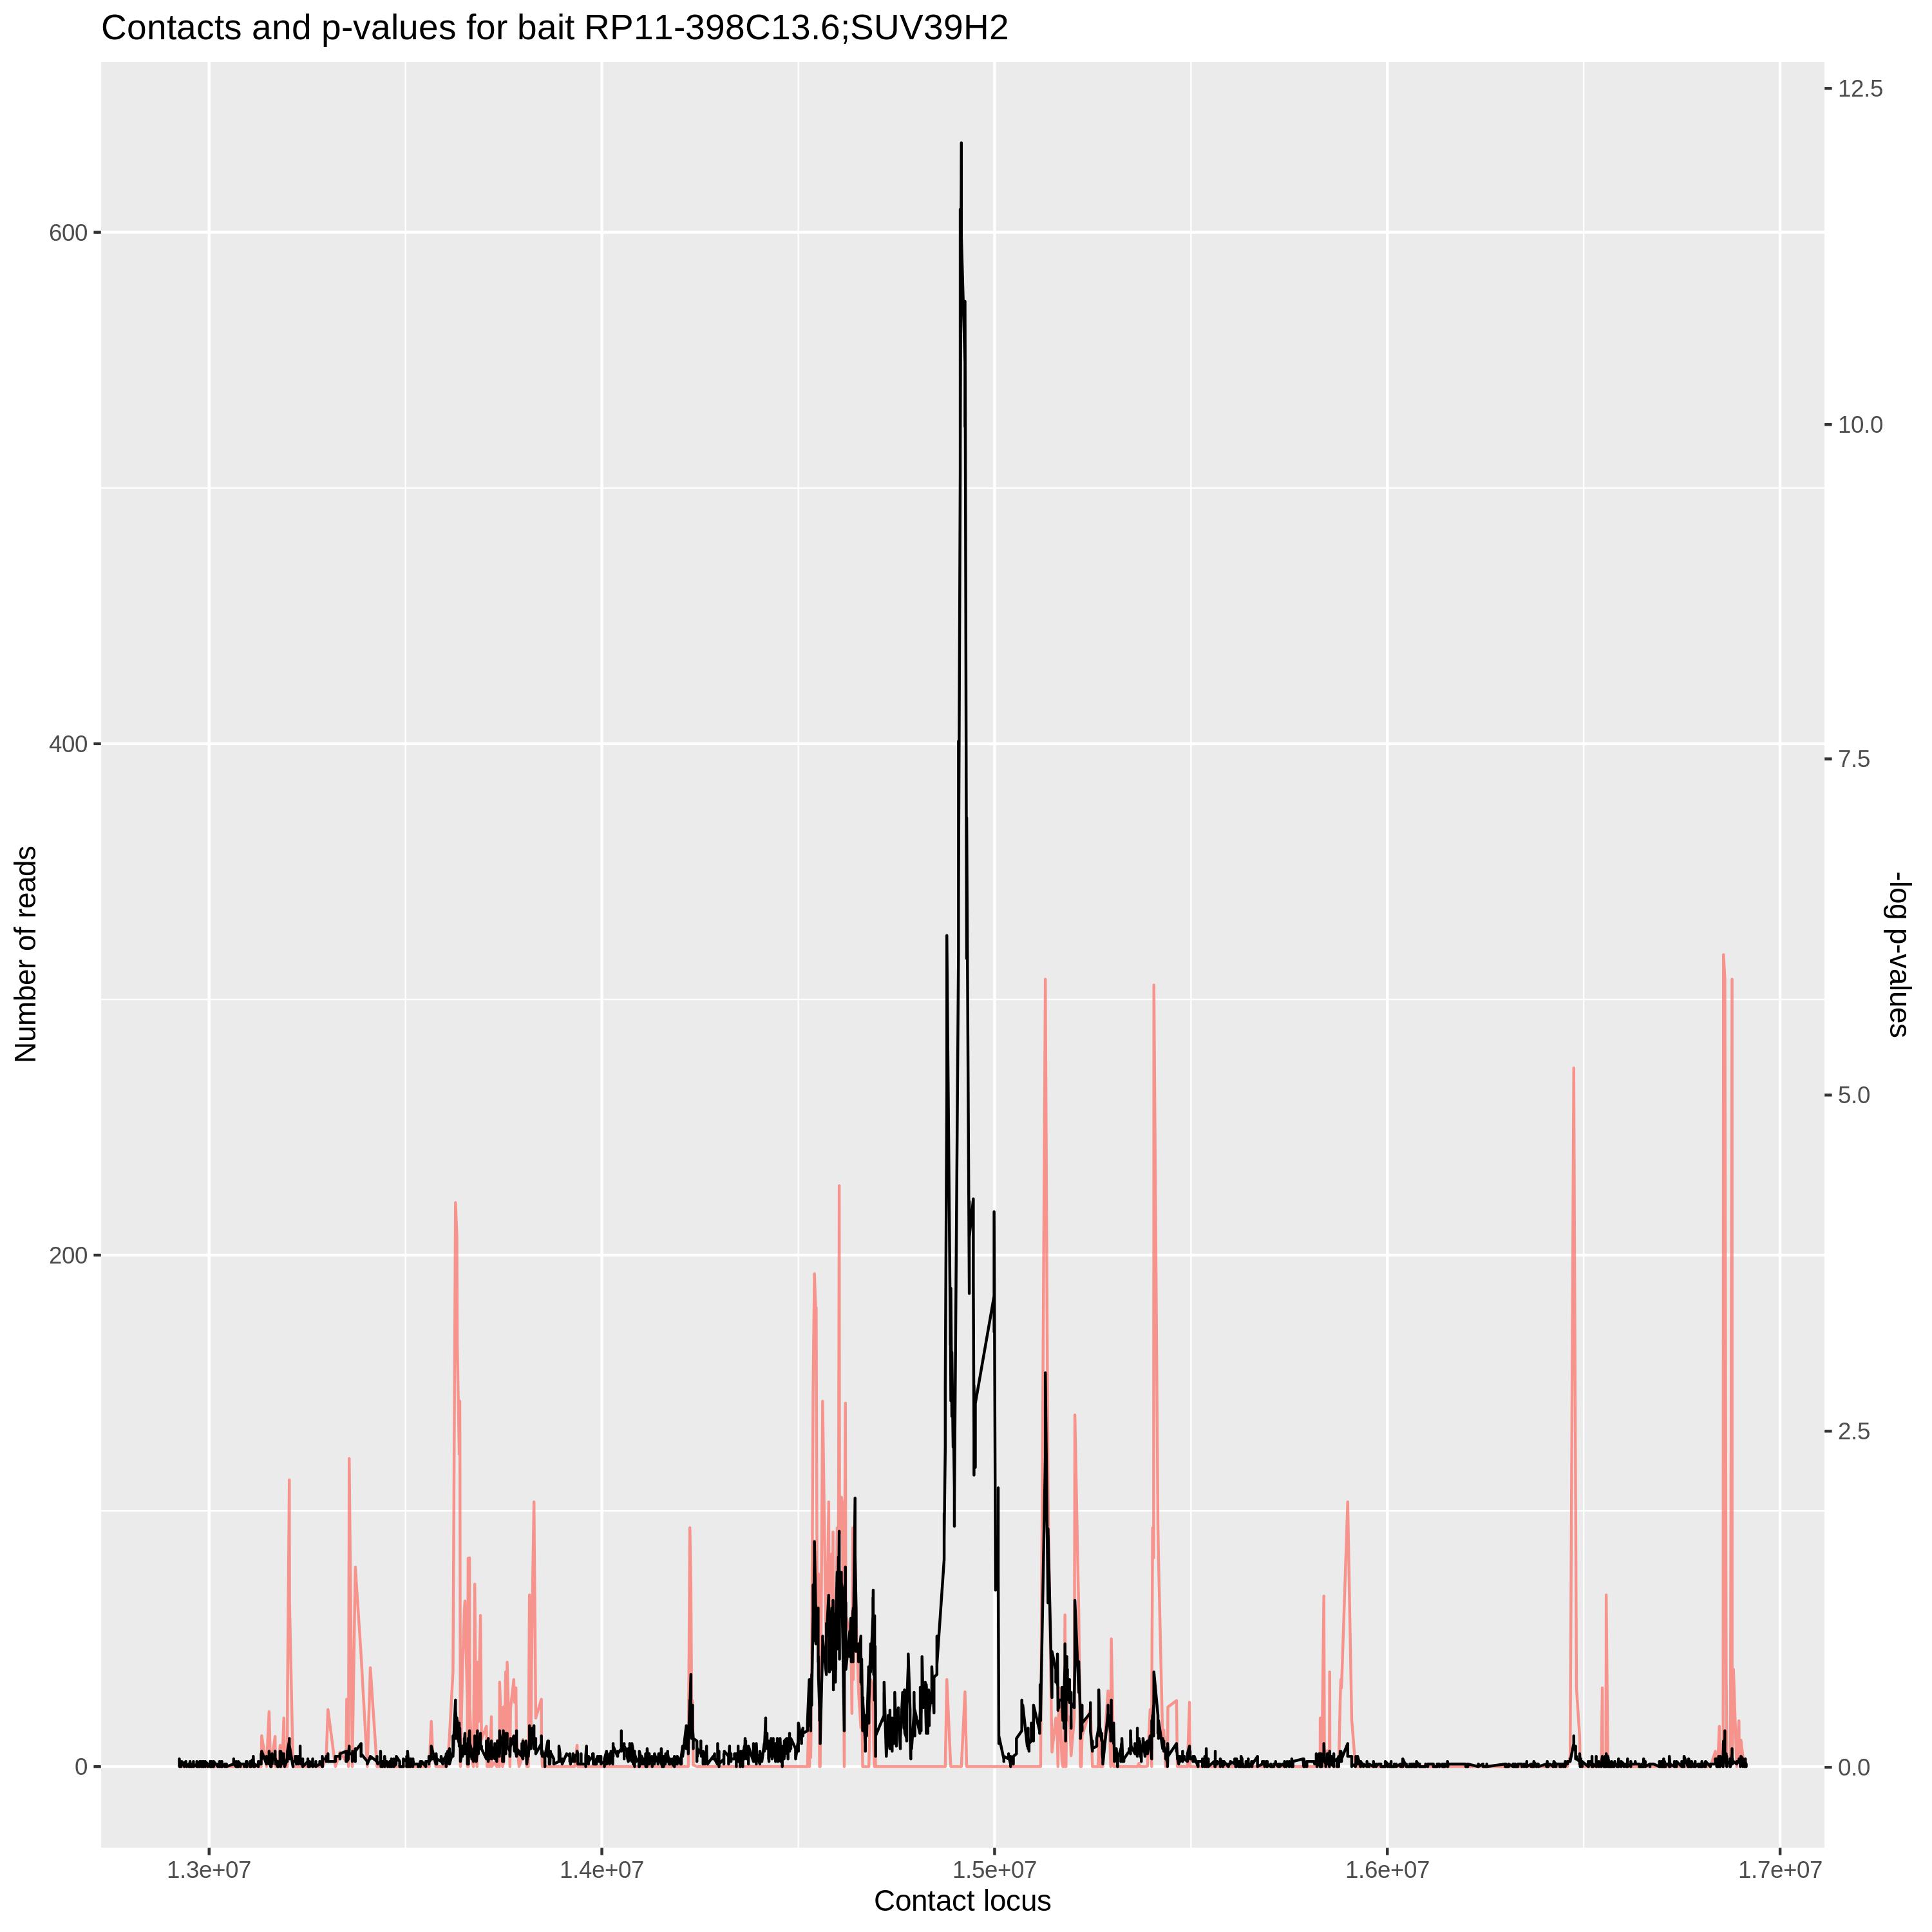 Contacts and p-values for bait RP11-398C13.6;SUV39H2
12.5
600
10.0
400
7.5
Number of reads
-log p-values
5.0
200
2.5
0
0.0
1.3e+07 1.4e+07 1.5e+07 1.6e+07 1.7e+07
Contact locus